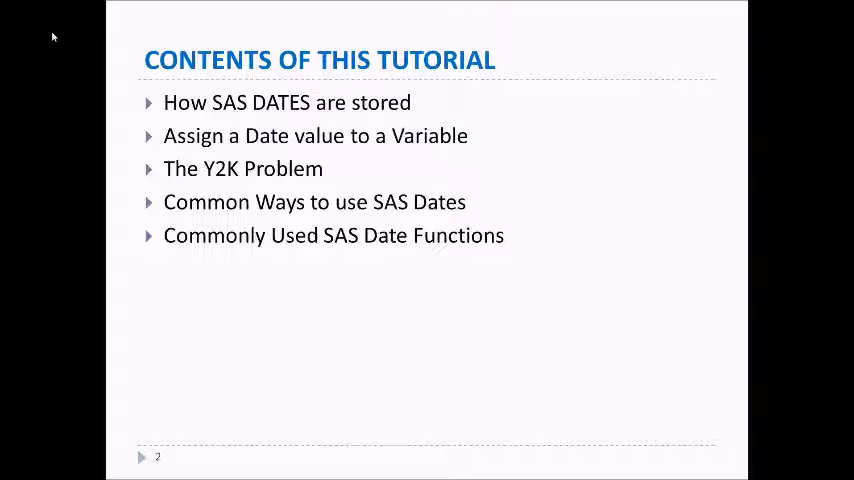 CONTENTS OF THIS TUTORIAL
How SAS DATES are stored
Assign a Date value to a Variable
The Y2K Problem
Common Ways to use SAS Dates
Commonly Used SAS Date Functions
2